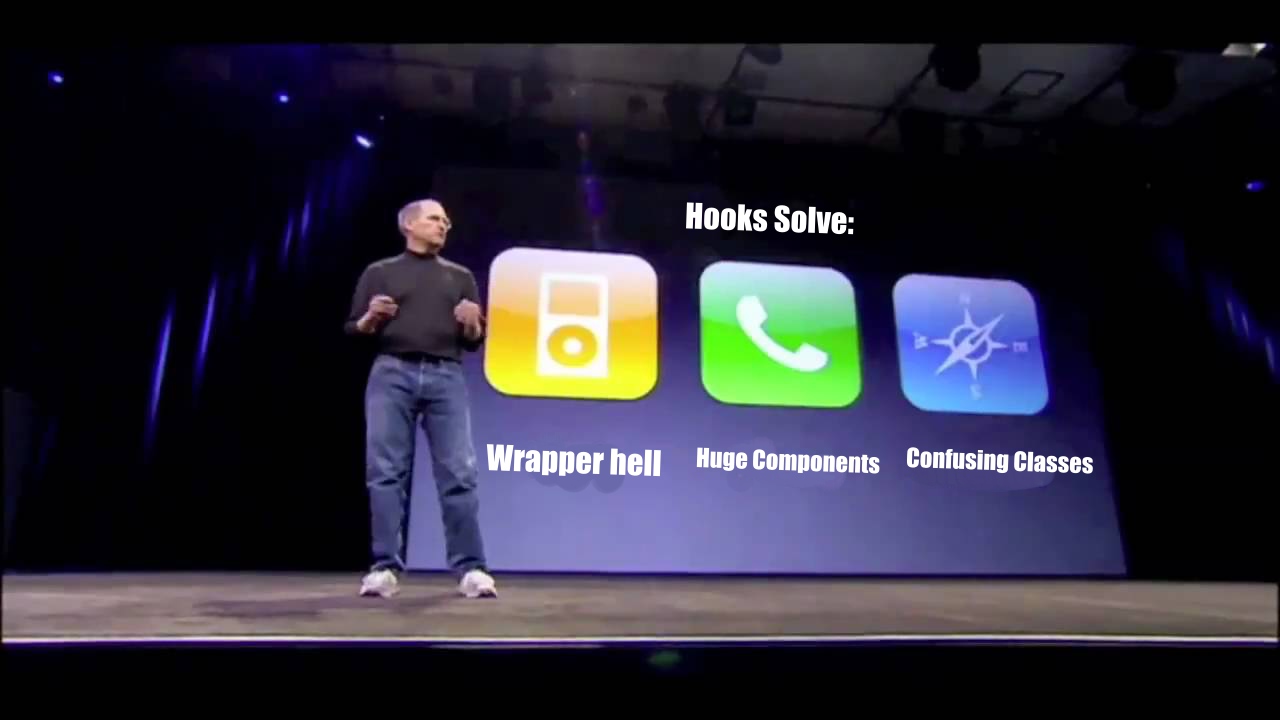 Hooks Solve:
N
W E
S
Wrapper hell
Huge Components
Confusing Classes